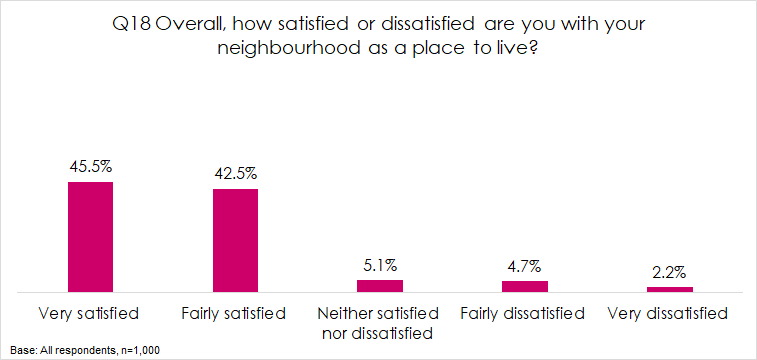 Q18 Overall, how satisfied or dissatisfied are you with your
neighbourhood as a place to live?
45.5%
42.5%
5.1%
4.7%
2.2%
Very satisfied
Fairly satisfied
Neither satisfied
nor dissatisfied
Fairly dissatisfied
Very dissatisfied
Base: All respondents, n=1,000